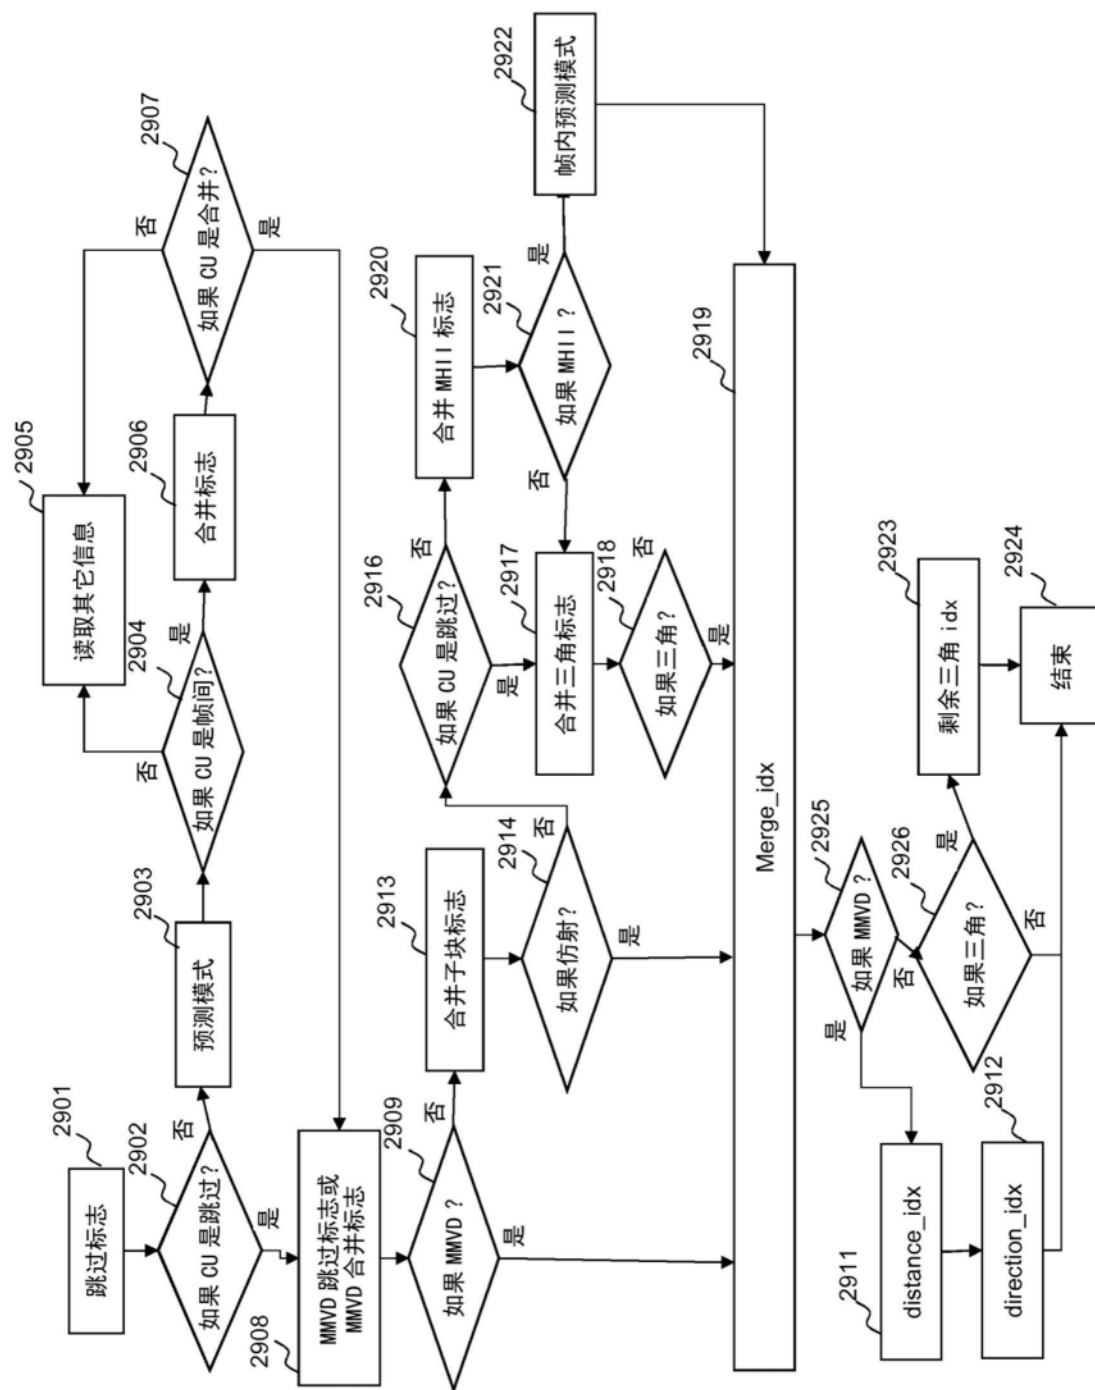 2901
跳过标志
2902
如果 CU 是跳过?
否
是
2903
预测模式
2904
如果 CU 是帧间?
否
是
2905
读取其它信息
2906
合并标志
2907
如果 CU 是合并?
否
是
2908
MMVD 跳过标志或
MMVD 合并标志
2909
如果 MMVD ?
否
是
2913
合并子块标志
2914
如果仿射?
否
是
2916
如果 CU 是跳过?
否
是
2917
合并三角标志
2918
如果三角?
否
是
2920
合并 MHII 标志
2921
如果 MHII ?
否
是
2922
帧内预测模式
2919
Merge_idx
2925
如果 MMVD ?
是
否
2926
如果三角?
是
否
2911
distance_idx
2912
direction_idx
2923
剩余三角 idx
2924
结束